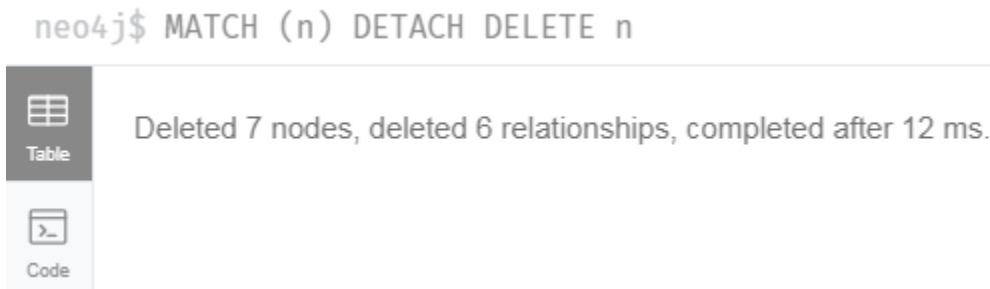 neo4j$ MATCH (n) DETACH DELETE n
Table
Deleted 7 nodes, deleted 6 relationships, completed after 12 ms.
>_
Code